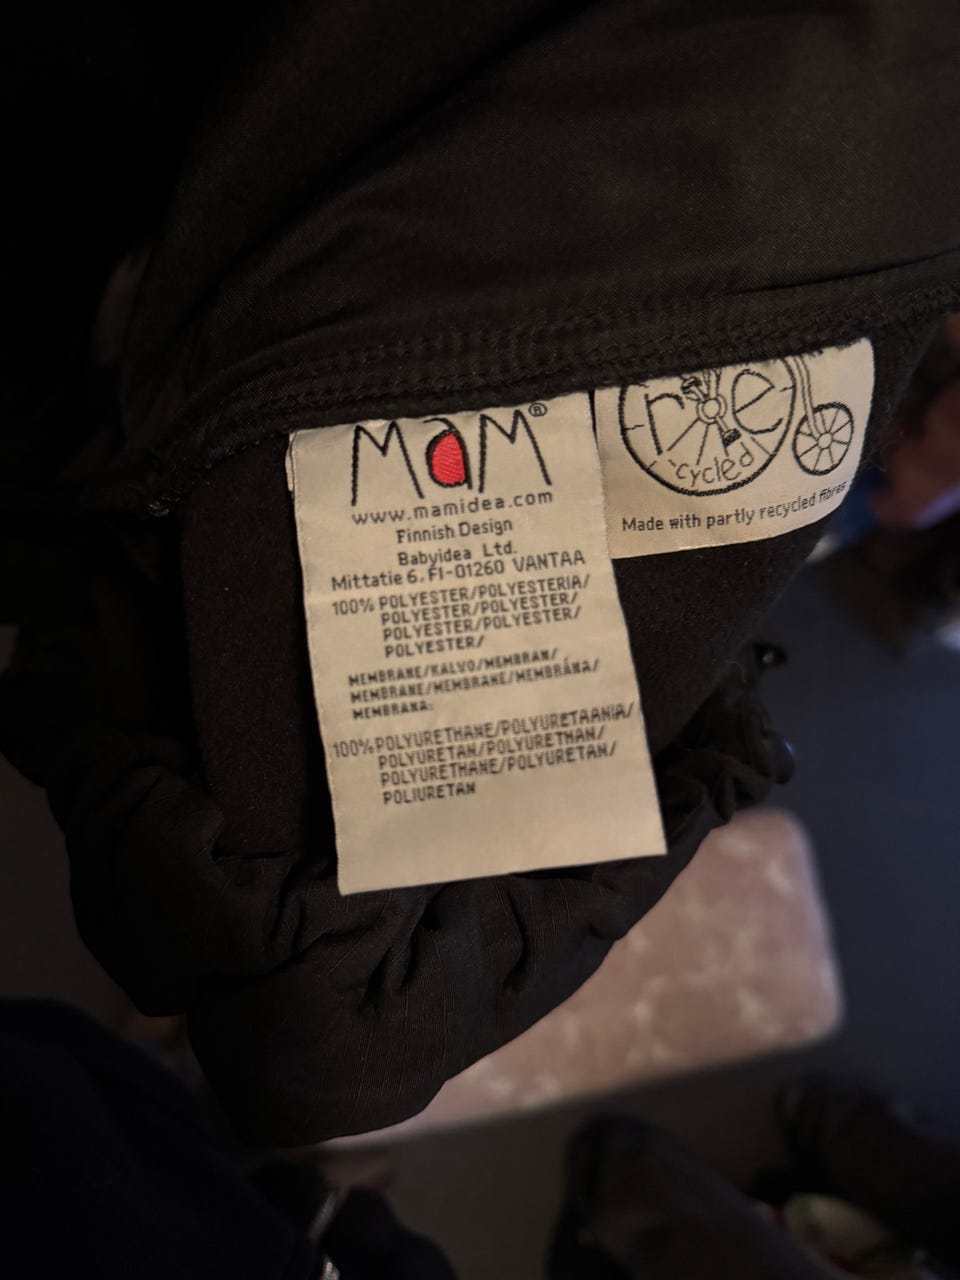 MaM®
www.mamidea.com
Finnish Design
Babyidea Ltd.
Mittatie 6, FI-01260 VANTAA
100% POLYESTER/POLYESTERIA/
POLYESTER/POLYESTER/
POLYESTER/POLYESTER/
POLYESTER/
MEMBRANE/KALVO/MEMBRAN/
MEMBRANE/MEMBRANE/MEMBRÁNA/
MEMBRANA:
100% POLYURETHANE/POLYURETAANIA/
POLYURETAN/POLYURETHAN/
POLYURETHANE/POLYURETAN/
POLIURETAN
re
'cycled
Made with partly recycled fibres